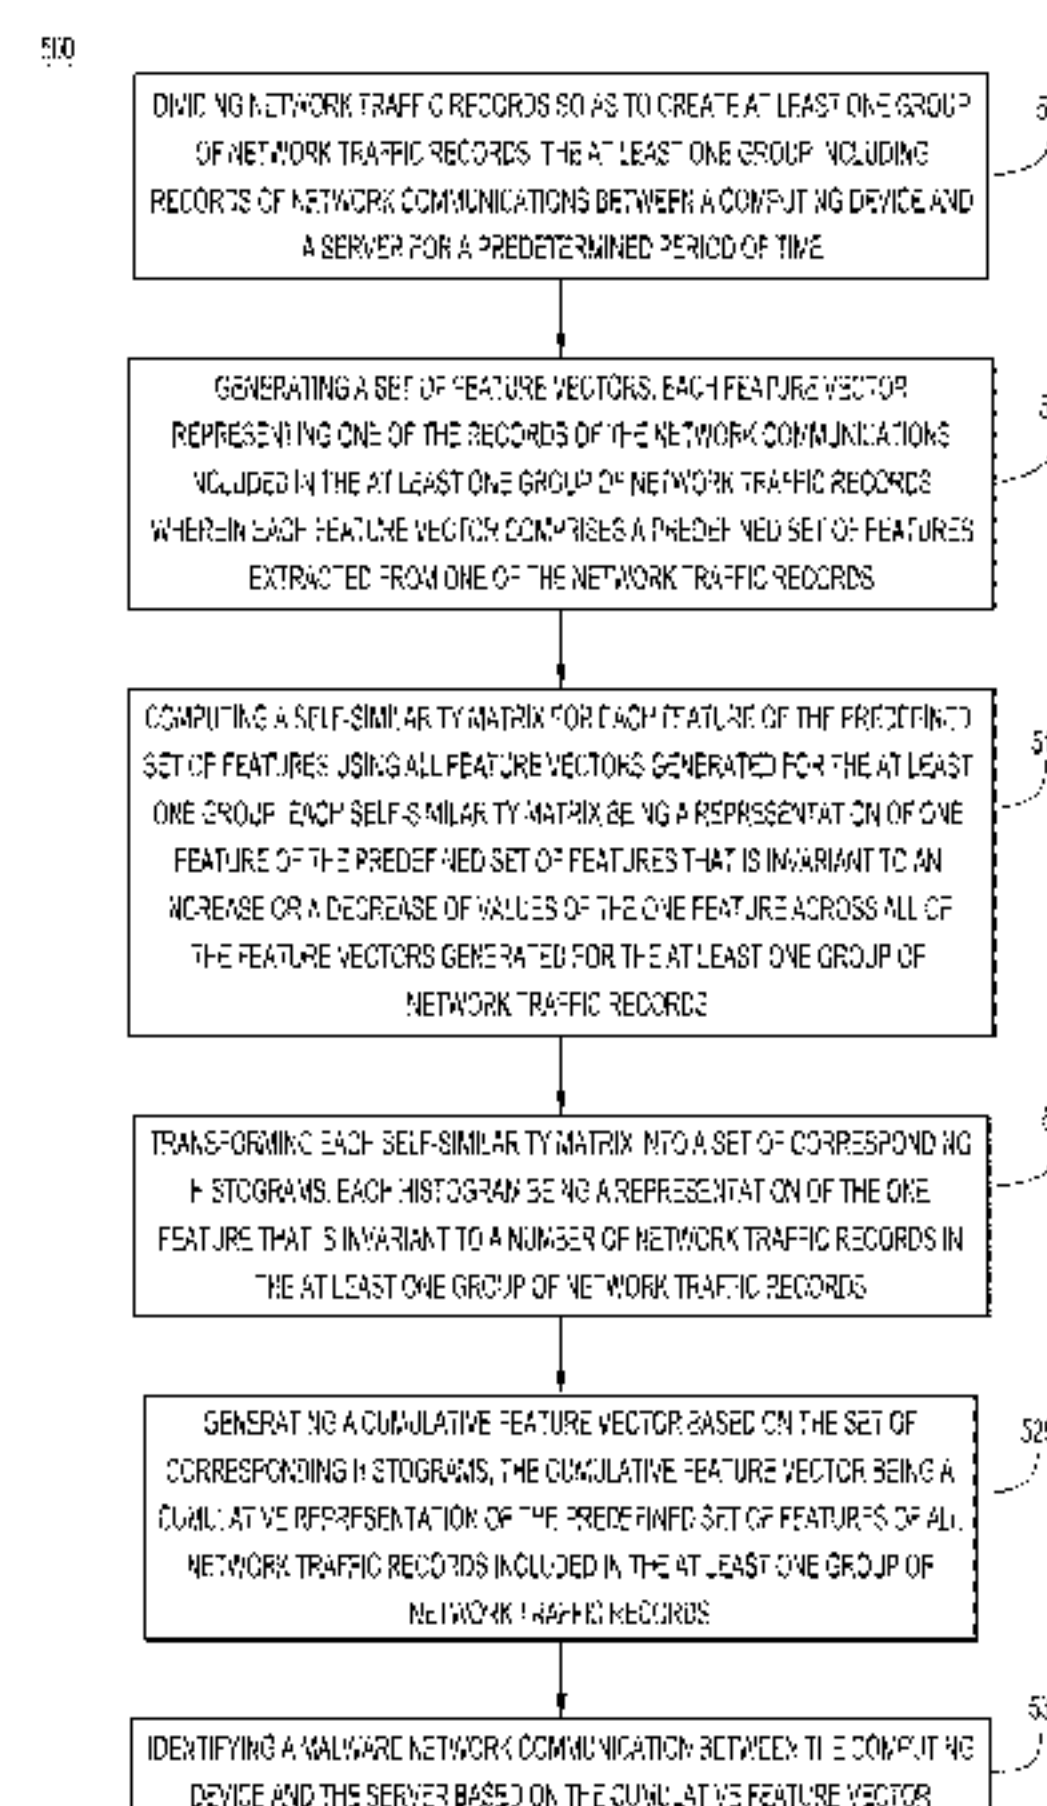 500
DIVIDING NETWORK TRAFFIC RECORDS SO AS TO CREATE AT LEAST ONE GROUP
OF NETWORK TRAFFIC RECORDS, THE AT LEAST ONE GROUP INCLUDING
RECORDS OF NETWORK COMMUNICATIONS BETWEEN A COMPUTING DEVICE AND
A SERVER FOR A PREDETERMINED PERIOD OF TIME
GENERATING A SET OF FEATURE VECTORS, EACH FEATURE VECTOR
REPRESENTING ONE OF THE RECORDS OF THE NETWORK COMMUNICATIONS
INCLUDED IN THE AT LEAST ONE GROUP OF NETWORK TRAFFIC RECORDS
WHEREIN EACH FEATURE VECTOR COMPRISES A PREDEFINED SET OF FEATURES
EXTRACTED FROM ONE OF THE NETWORK TRAFFIC RECORDS
COMPUTING A SELF-SIMILARITY MATRIX FOR EACH FEATURE OF THE PREDEFINED
SET OF FEATURES USING ALL FEATURE VECTORS GENERATED FOR THE AT LEAST
ONE GROUP, EACH SELF-SIMILARITY MATRIX BEING A REPRESENTATION OF ONE
FEATURE OF THE PREDEFINED SET OF FEATURES THAT IS INVARIANT TO AN
INCREASE OR A DECREASE OF VALUES OF THE ONE FEATURE ACROSS ALL OF
THE FEATURE VECTORS GENERATED FOR THE AT LEAST ONE GROUP OF
NETWORK TRAFFIC RECORDS
TRANSFORMING EACH SELF-SIMILARITY MATRIX INTO A SET OF CORRESPONDING
HISTOGRAMS, EACH HISTOGRAM BEING A REPRESENTATION OF THE ONE
FEATURE THAT IS INVARIANT TO A NUMBER OF NETWORK TRAFFIC RECORDS IN
THE AT LEAST ONE GROUP OF NETWORK TRAFFIC RECORDS
GENERATING A CUMULATIVE FEATURE VECTOR BASED ON THE SET OF
CORRESPONDING HISTOGRAMS, THE CUMULATIVE FEATURE VECTOR BEING A
CUMULATIVE REPRESENTATION OF THE PREDEFINED SET OF FEATURES OF ALL
NETWORK TRAFFIC RECORDS INCLUDED IN THE AT LEAST ONE GROUP OF
NETWORK TRAFFIC RECORDS
IDENTIFYING A MALWARE NETWORK COMMUNICATION BETWEEN THE COMPUTING
DEVICE AND THE SERVER BASED ON THE CUMULATIVE FEATURE VECTOR